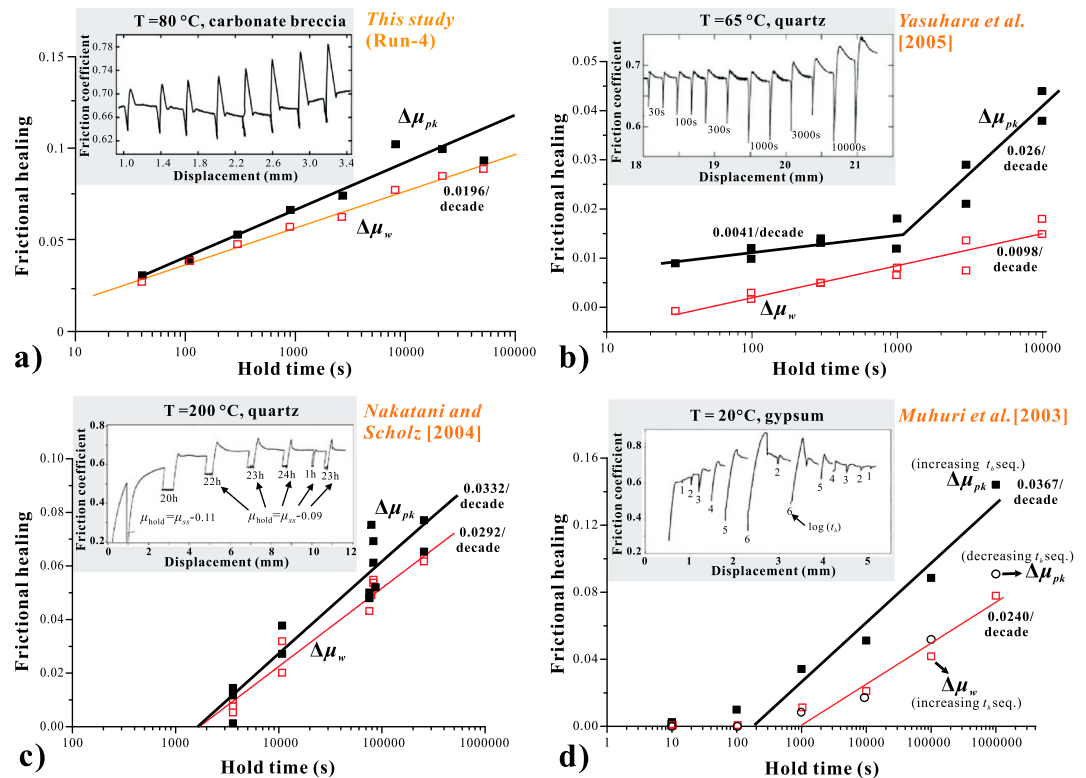 T =80 °C, carbonate breccia
This study
(Run-4)
Friction coefficient
0.78
0.74
0.70
0.66
0.62
1.0 1.4 1.8 2.2 2.6 3.0 3.4
Displacement (mm)
Frictional healing
0.15
0.10
0.05
0
Δμpk
Δμw
0.0196/
decade
10 100 1000 10000 100000
Hold time (s)
a)
T =65 °C, quartz
Yasuhara et al.
[2005]
Friction coefficient
0.7
0.6
30s 100s 300s 1000s 3000s 10000s
18 19 20 21
Displacement (mm)
Frictional healing
0.05
0.04
0.03
0.02
0.01
0.00
Δμpk
0.026/
decade
0.0041/decade
0.0098/
decade
Δμw
10 100 1000 10000
Hold time (s)
b)
T =200 °C, quartz
Nakatani and
Scholz [2004]
Friction coefficient
0.8
0.6
0.4
0.2
20h 22h 23h 24h 1h 23h
μhold=μss-0.11
μhold=μss-0.09
0 2 4 6 8 10 12
Displacement (mm)
Frictional healing
0.10
0.08
0.06
0.04
0.02
0.00
0.0332/
decade
Δμpk
0.0292/
decade
Δμw
100 1000 10000 100000 1000000
Hold time (s)
c)
T = 20°C, gypsum
Muhuri et al. [2003]
Friction coefficient
0.8
0.6
0.4
0.2
1 2 3 4 5 6 2 6 5 4 3 2 1
log (th)
0 1 2 3 4 5
Displacement (mm)
Frictional healing
0.16
0.12
0.08
0.04
0.00
(increasing th seq.)
Δμpk
0.0367/
decade
(decreasing th seq.)
Δμpk
0.0240/
decade
Δμw
(increasing th seq.)
1 10 100 1000 10000 100000 1000000
Hold time (s)
d)